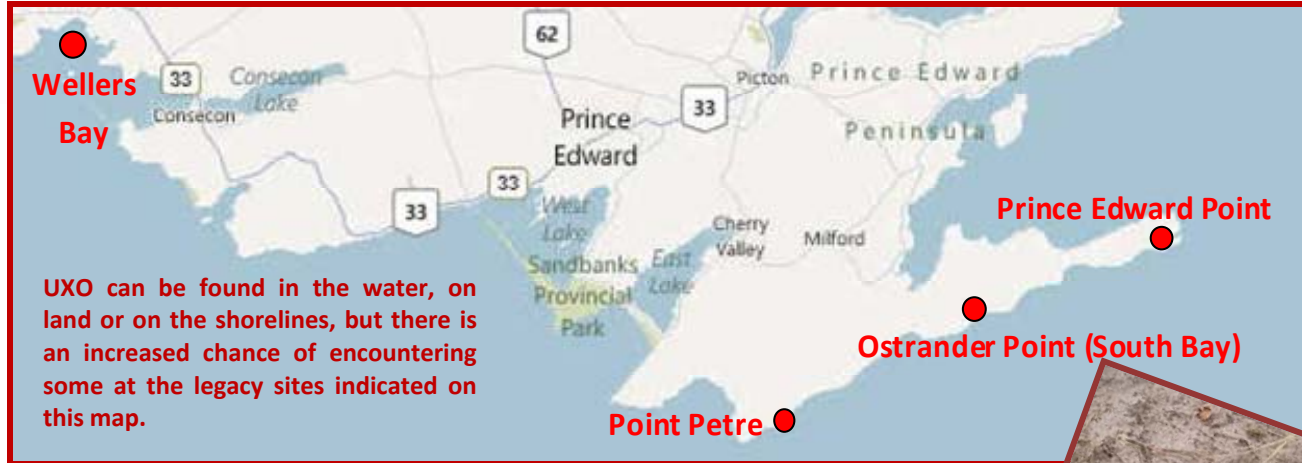 62
Wellers
Bay
33
Consecon
Lake
Consecon
Picton
Prince Edward
33
Peninsula
Prince
Edward
33
33
West
Lake
Cherry
Valley
Milford
Prince Edward Point
Sandbanks
Provincial
Park
East
Lake
UXO can be found in the water, on
land or on the shorelines, but there is
an increased chance of encountering
some at the legacy sites indicated on
this map.
Ostrander Point (South Bay)
Point Petre